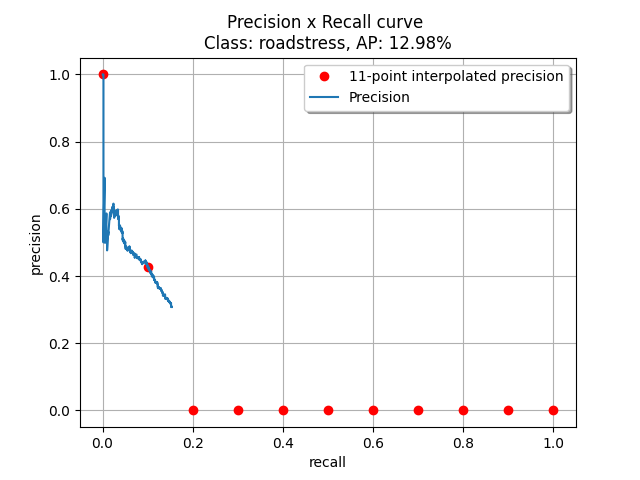 Precision x Recall curve
Class: roadstress, AP: 12.98%
11-point interpolated precision
Precision
1.0
0.8
0.6
0.4
0.2
0.0
precision
0.0 0.2 0.4 0.6 0.8 1.0
recall